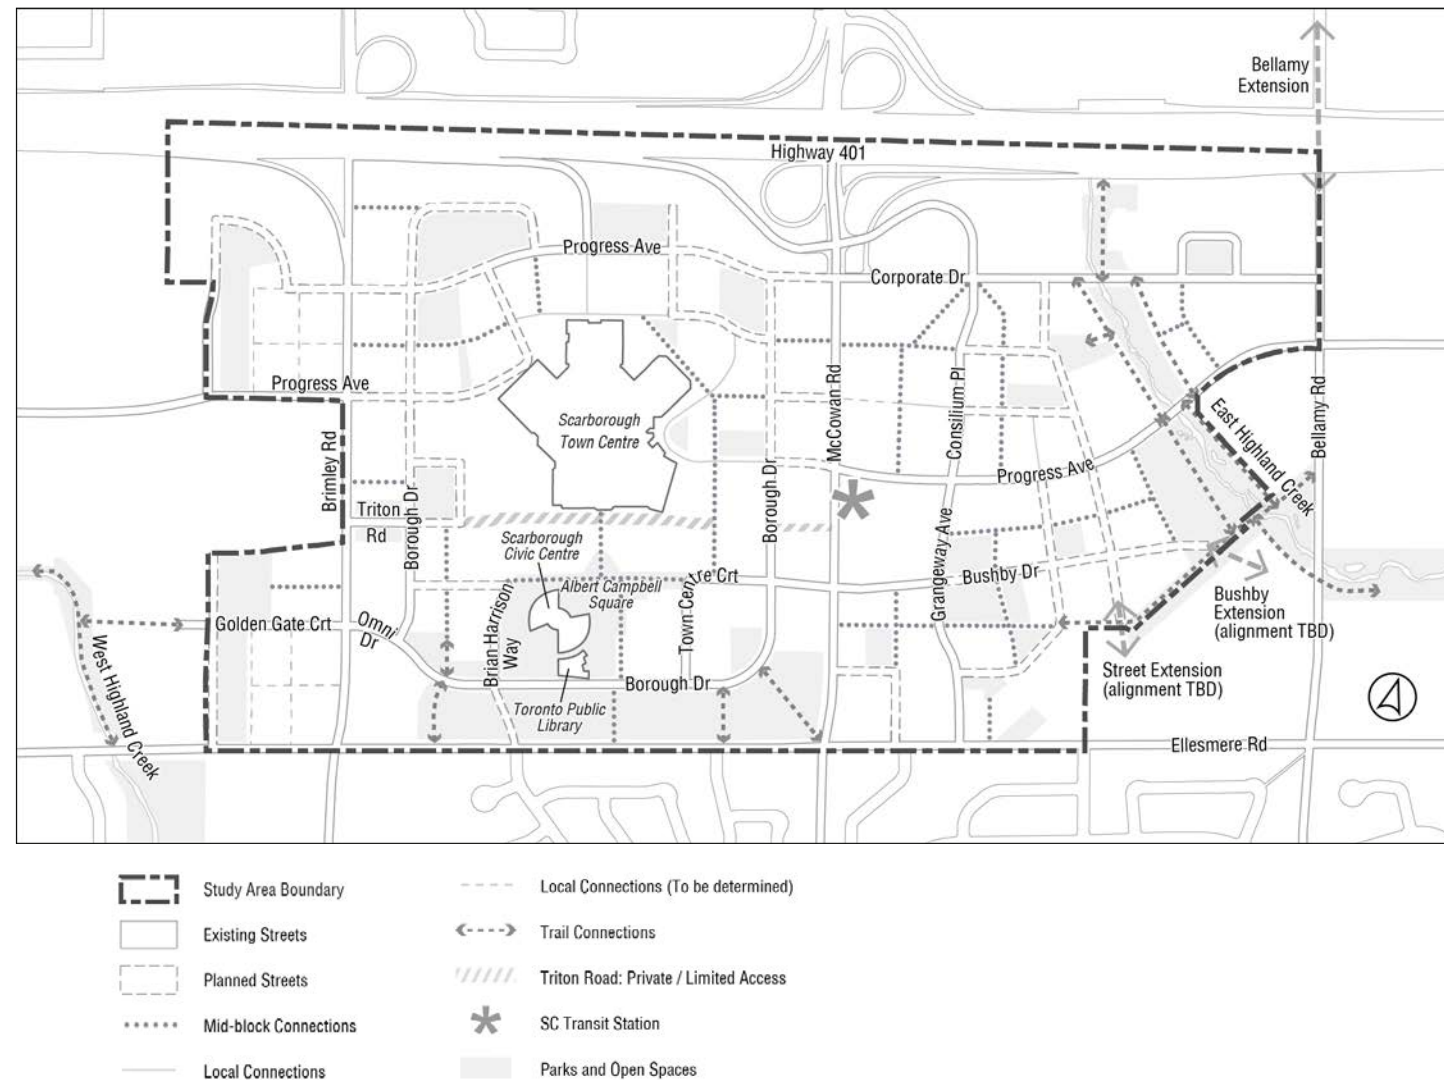 Bellamy
Extension
Highway 401
Progress Ave
Corporate Dr
Progress Ave
Scarborough
Town Centre
Brimley Rd
Borough Dr
Triton
Rd
Borough Dr
McCowan Rd
Consilium Pl
Progress Ave
East Highland Creek
Bellamy Rd
Scarborough
Civic Centre
Albert Campbell
Square
Town Centre Crt
Grangeway Ave
Bushby Dr
Bushby
Extension
(alignment TBD)
Golden Gate Crt
Omni
Dr
Brian Harrison
Way
Borough Dr
Toronto Public
Library
West Highland Creek
Street Extension
(alignment TBD)
Ellesmere Rd
Study Area Boundary
Existing Streets
Planned Streets
Mid-block Connections
Local Connections
Local Connections (To be determined)
Trail Connections
Triton Road: Private / Limited Access
SC Transit Station
Parks and Open Spaces